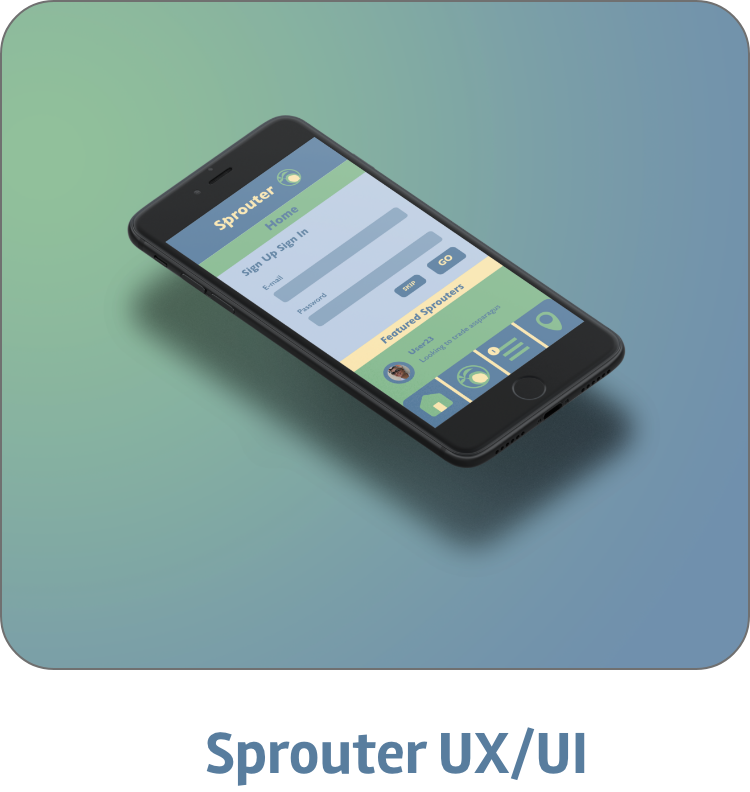 Sprouter
Home
Sign Up Sign In
E-mail
Password
SKIP
GO
Featured Sprouters
User23
Looking to trade asparagus
Sprouter UX/UI